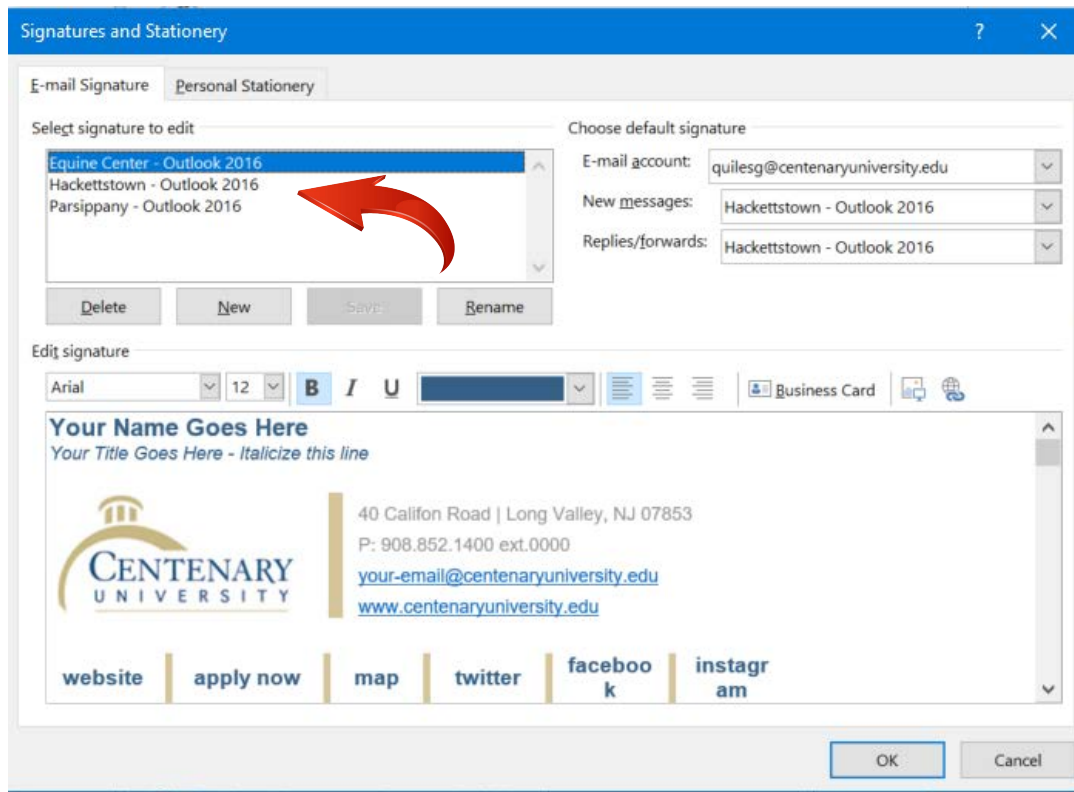 Signatures and Stationery ?
E-mail Signature Personal Stationery
Select signature to edit
Equine Center - Outlook 2016
Hackettstown - Outlook 2016
Parsippany - Outlook 2016
Delete New Save Rename
Choose default signature
E-mail account: quilesg@centenaryuniversity.edu
New messages: Hackettstown - Outlook 2016
Replies/forwards: Hackettstown - Outlook 2016
Edit signature
Arial 12 B I U Business Card
Your Name Goes Here
Your Title Goes Here - Italicize this line
CENTENARY
UNIVERSITY
40 Califon Road | Long Valley, NJ 07853
P: 908.852.1400 ext.0000
your-email@centenaryuniversity.edu
www.centenaryuniversity.edu
website apply now map twitter faceboo instagr
k am
OK Cancel